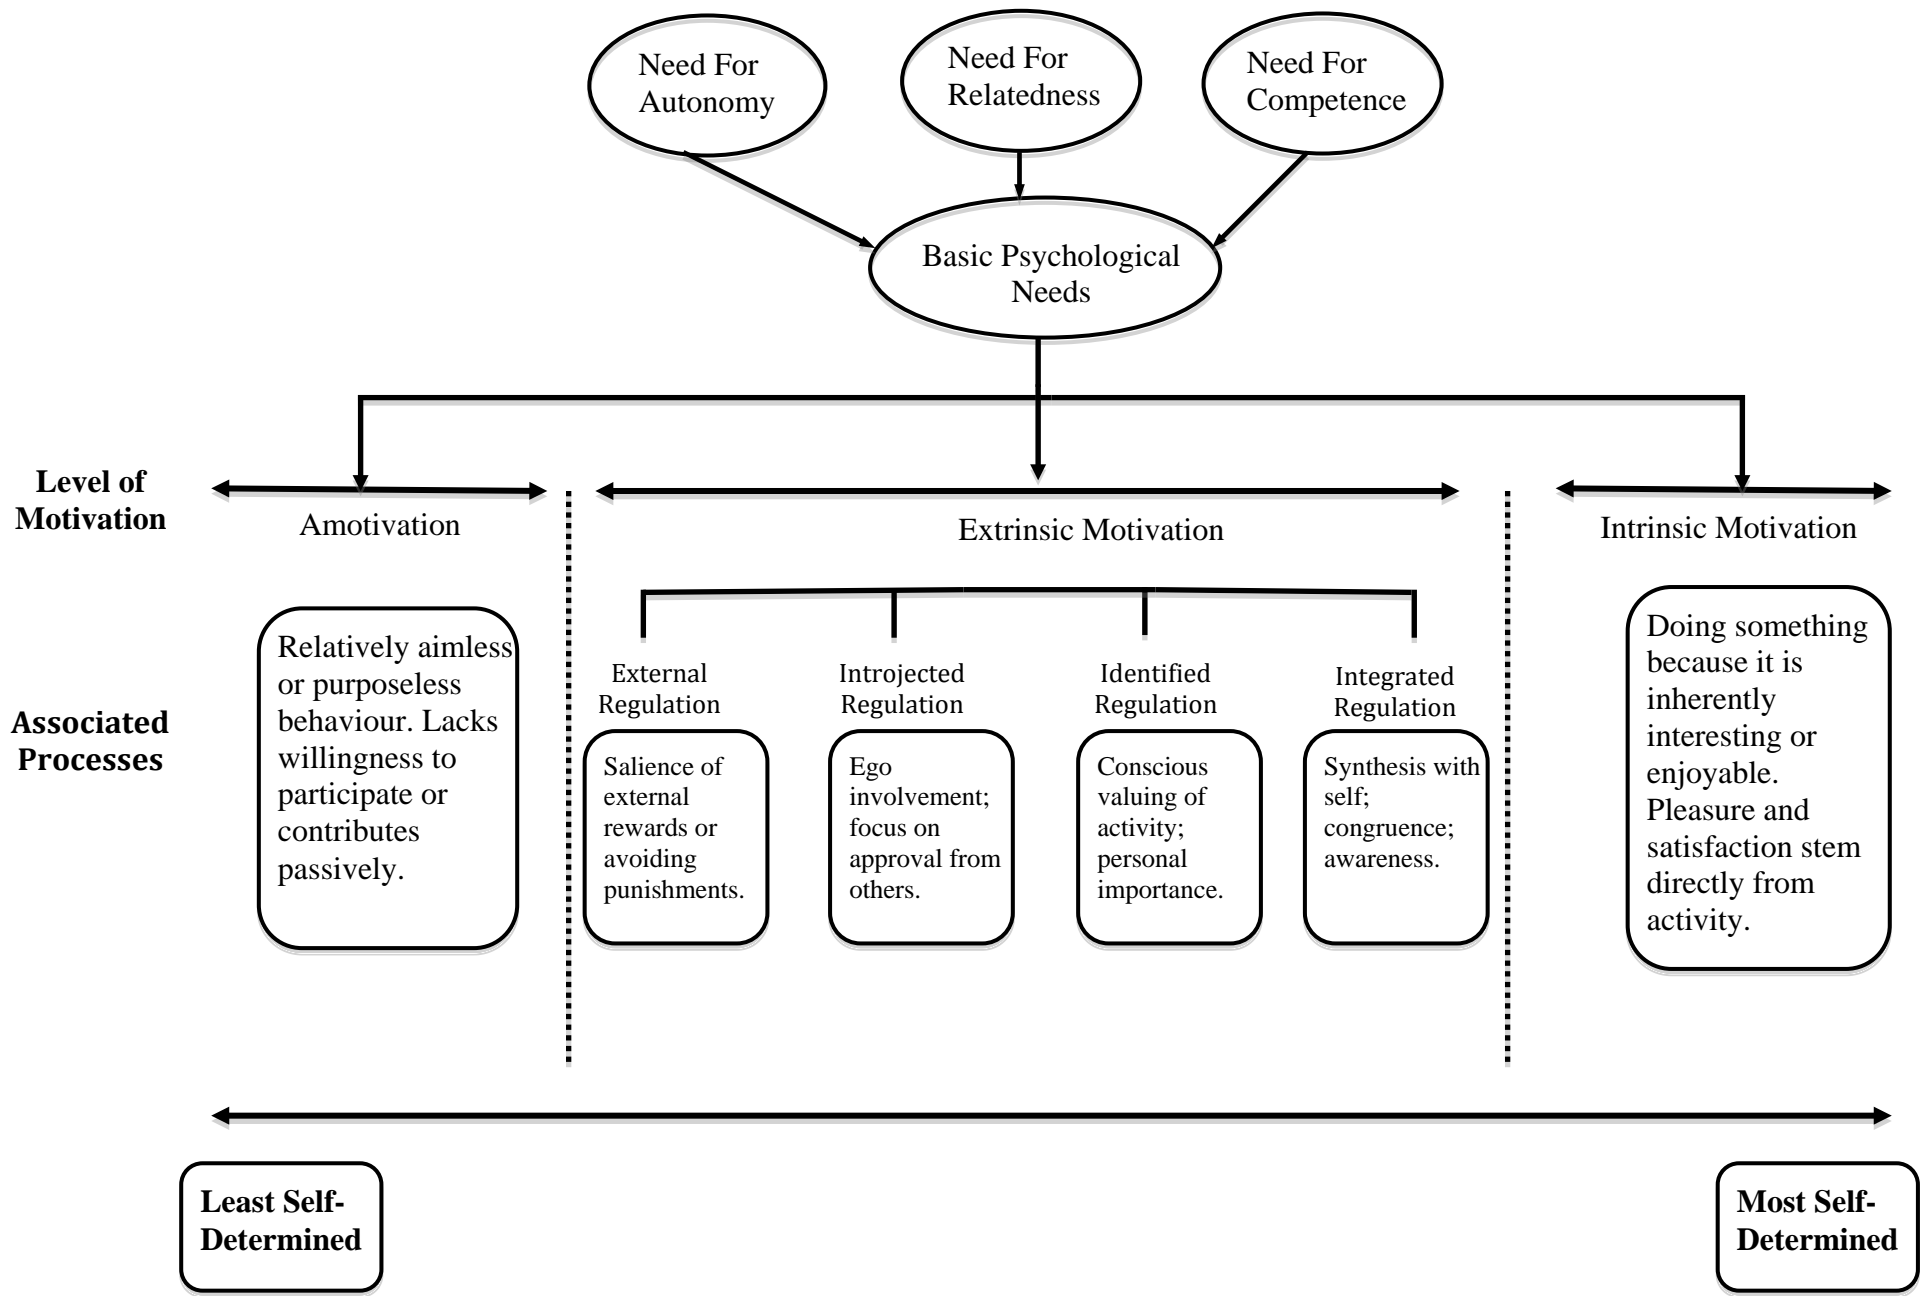 Need For
Autonomy
Need For
Relatedness
Need For
Competence
Basic Psychological
Needs
Level of
Motivation
Amotivation
Extrinsic Motivation
Intrinsic Motivation
Associated
Processes
Relatively aimless
or purposeless
behaviour. Lacks
willingness to
participate or
contributes
passively.
External
Regulation
Salience of
external
rewards or
avoiding
punishments.
Introjected
Regulation
Ego
involvement;
focus on
approval from
others.
Identified
Regulation
Conscious
valuing of
activity;
personal
importance.
Integrated
Regulation
Synthesis with
self;
congruence;
awareness.
Doing something
because it is
inherently
interesting or
enjoyable.
Pleasure and
satisfaction stem
directly from
activity.
Least Self-
Determined
Most Self-
Determined